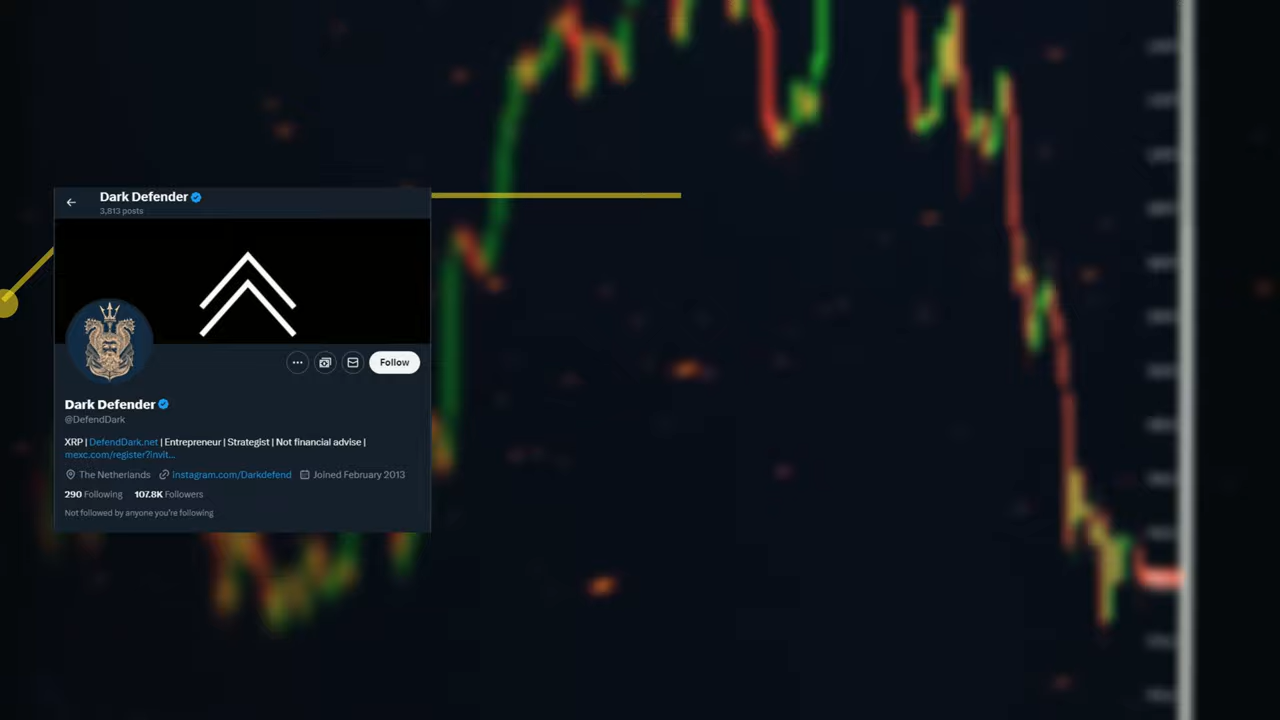 Dark Defender
3,813 posts
Follow
Dark Defender
@DefendDark
XRP | DefendDark.net | Entrepreneur | Strategist | Not financial advise |
mexc.com/register?invit...
The Netherlands instagram.com/Darkdefend Joined February 2013
290 Following 107.8K Followers
Not followed by anyone you're following